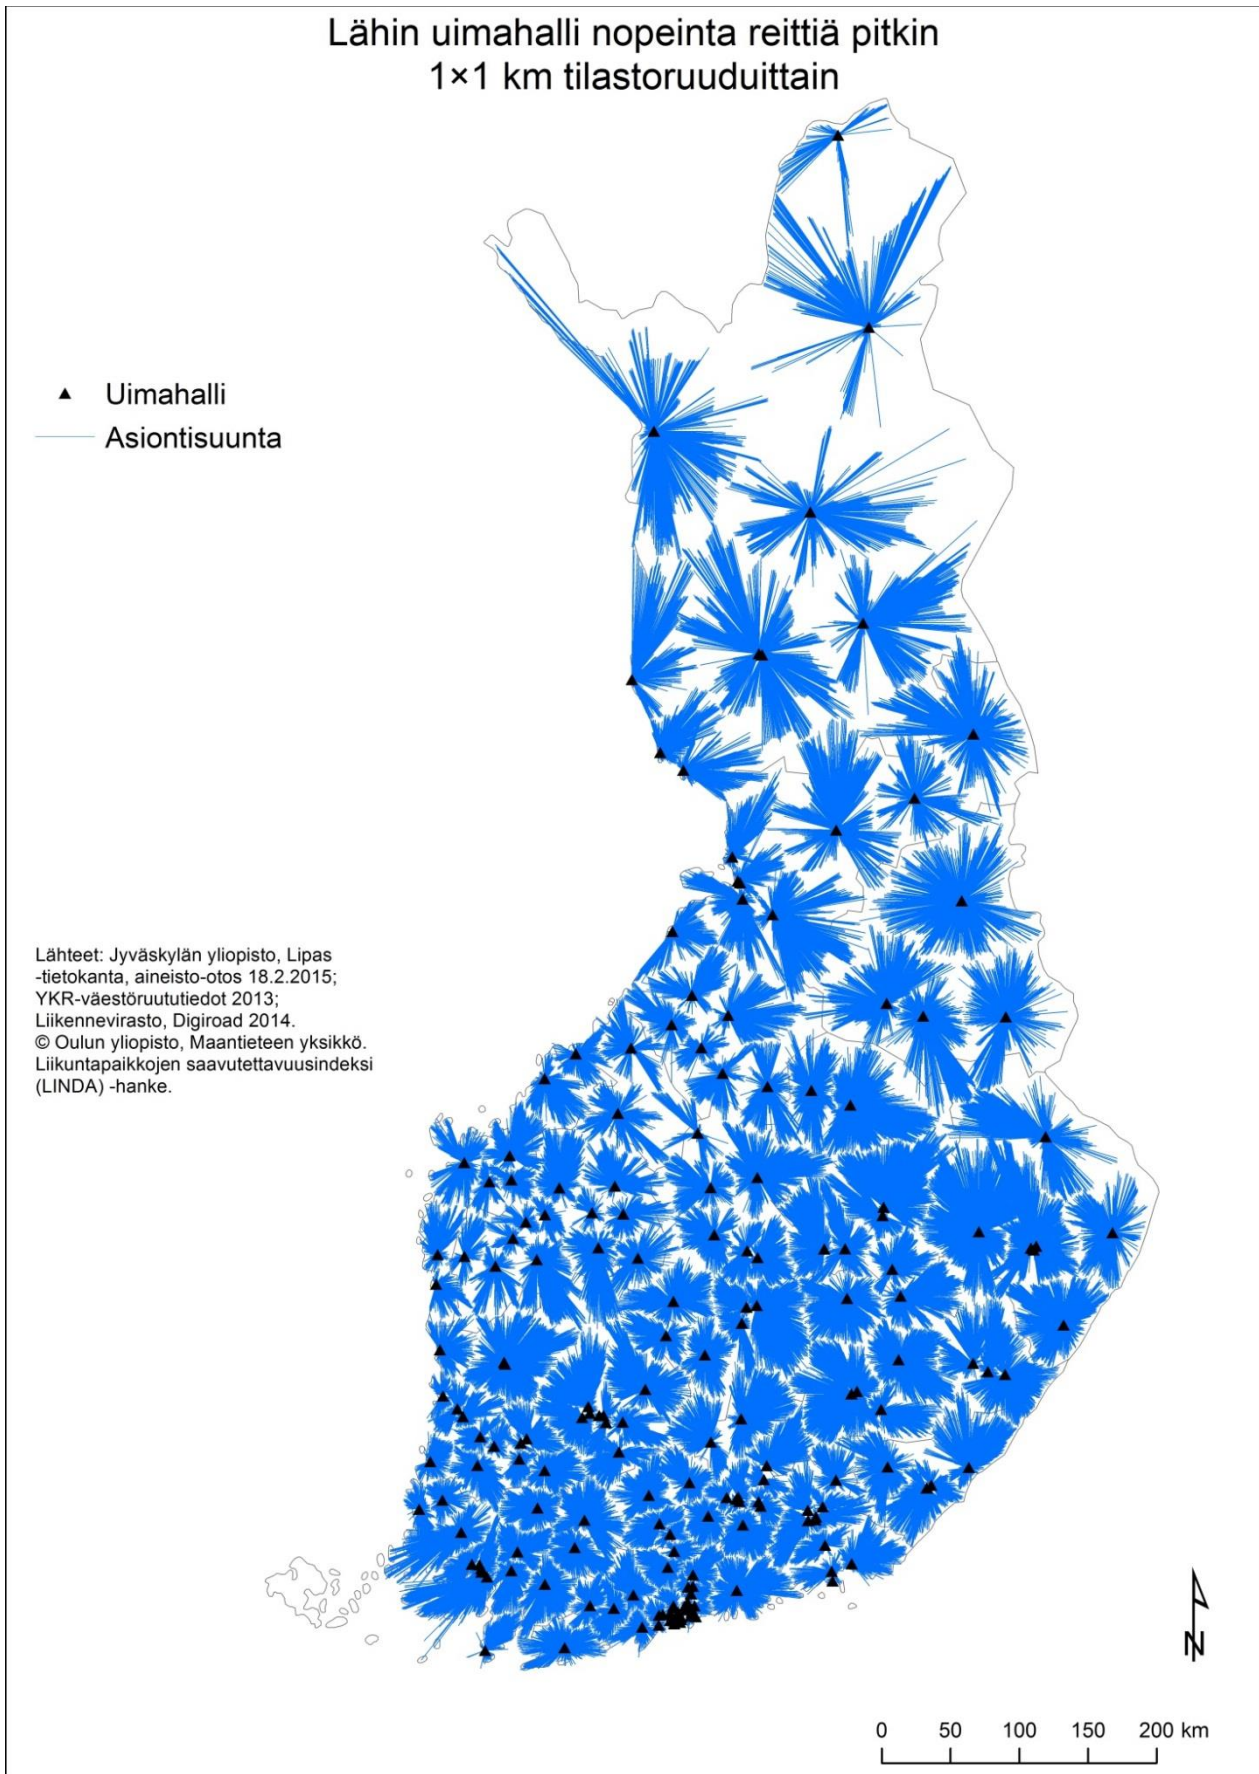 Lähin uimahalli nopeinta reittiä pitkin
1×1 km tilastoruuduittain
Uimahalli
Asiontisuunta
Lähteet: Jyväskylän yliopisto, Lipas
-tietokanta, aineisto-otos 18.2.2015;
YKR-väestöruututiedot 2013;
Liikennevirasto, Digiroad 2014.
© Oulun yliopisto, Maantieteen yksikkö.
Liikuntapaikkojen saavutettavuusindeksi
(LINDA) -hanke.
N
0 50 100 150 200 km